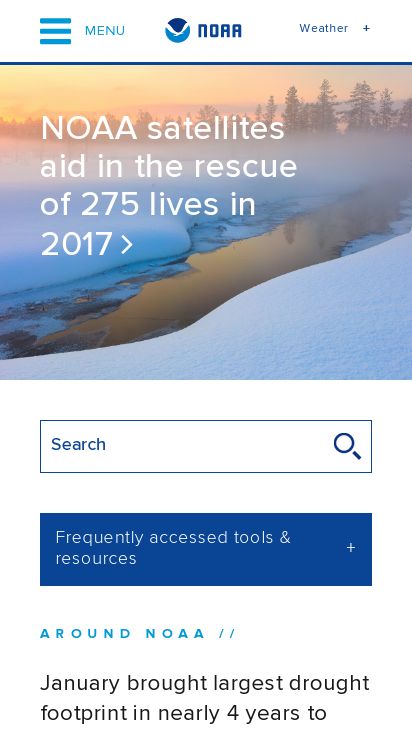 MENU
NOAA
Weather +
NOAA satellites
aid in the rescue
of 275 lives in
2017 >
Search
Frequently accessed tools &
resources
+
AROUND NOAA //
January brought largest drought
footprint in nearly 4 years to